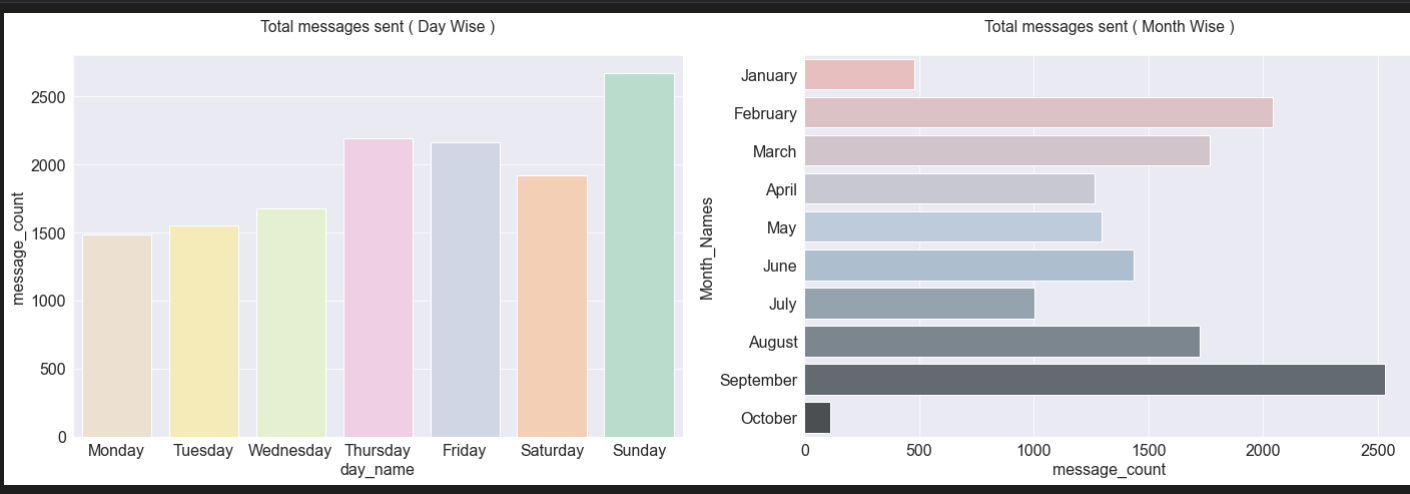 Total messages sent ( Day Wise )
message_count
2500
2000
1500
1000
500
0
Monday Tuesday Wednesday Thursday Friday Saturday Sunday
day_name
Total messages sent ( Month Wise )
Month_Names
January
February
March
April
May
June
July
August
September
October
0 500 1000 1500 2000 2500
message_count